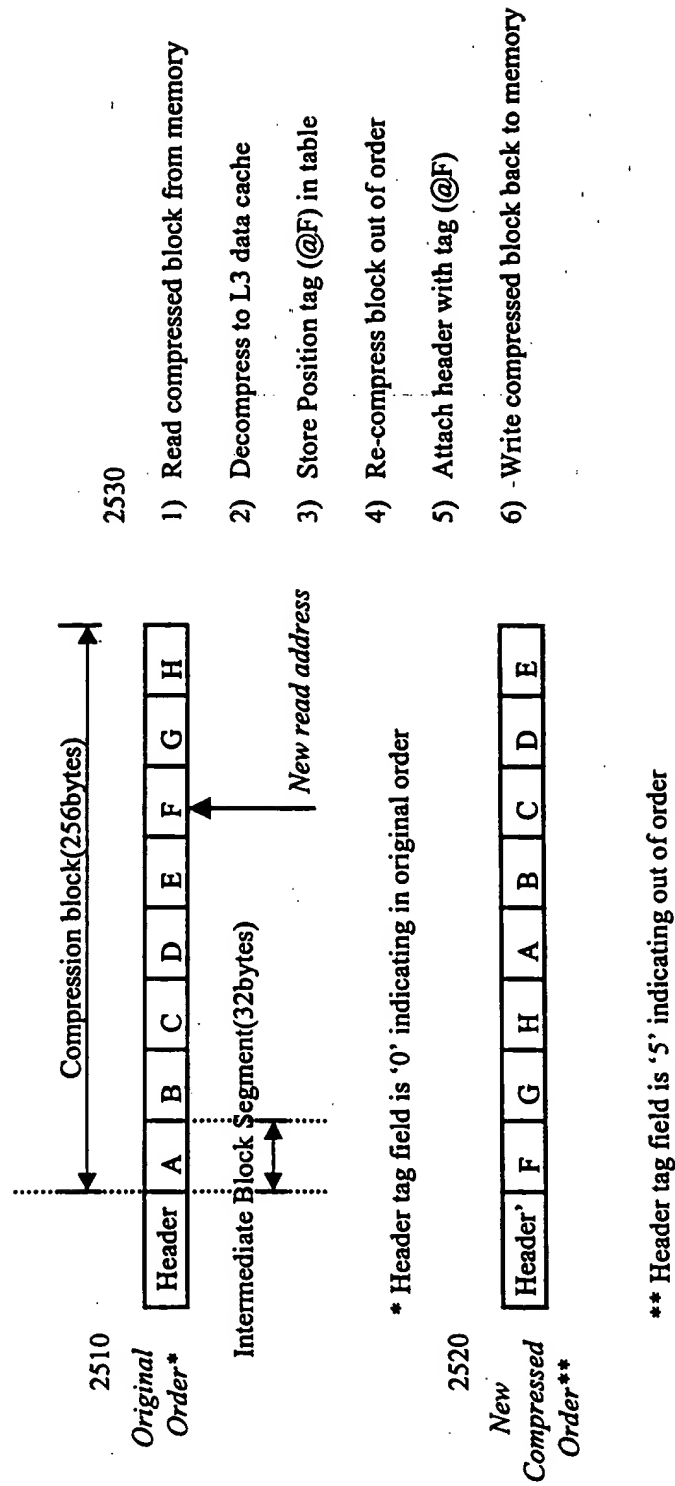 2510
Original
Order*
Compression block(256bytes)
Header A B C D E F G H
Intermediate Block Segment(32bytes)
New read address
* Header tag field is ‘0’ indicating in original order
2520
New
Compressed
Order**
Header’ F G H A B C D E
** Header tag field is ‘5’ indicating out of order
2530
1) Read compressed block from memory
2) Decompress to L3 data cache
3) Store Position tag (@F) in table
4) Re-compress block out of order
5) Attach header with tag (@F)
6) -Write compressed block back to memory